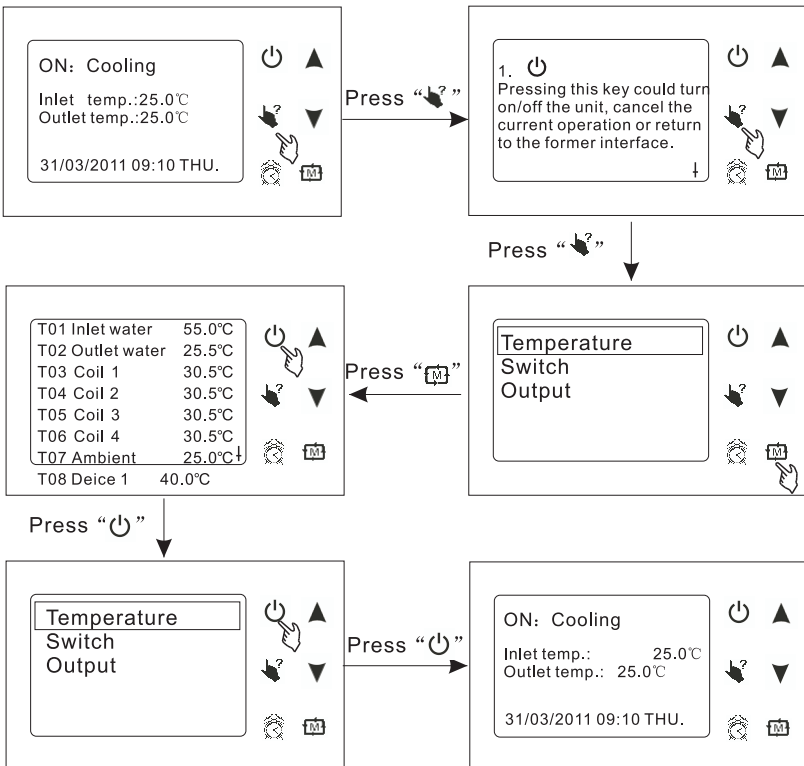 ON: Cooling
Inlet temp.:25.0℃
Outlet temp.:25.0℃
31/03/2011 09:10 THU.
M
Press “ ? ”
1.
Pressing this key could turn
on/off the unit, cancel the
current operation or return
to the former interface.
M
Press “ ? ”
Temperature
Switch
Output
M
Press “ M ”
T01 Inlet water 55.0℃
T02 Outlet water 25.5℃
T03 Coil 1 30.5℃
T04 Coil 2 30.5℃
T05 Coil 3 30.5℃
T06 Coil 4 30.5℃
T07 Ambient 25.0℃
T08 Deice 1 40.0℃
M
Press “ ”
Temperature
Switch
Output
M
Press “ ”
ON: Cooling
Inlet temp.: 25.0℃
Outlet temp.: 25.0℃
31/03/2011 09:10 THU.
M